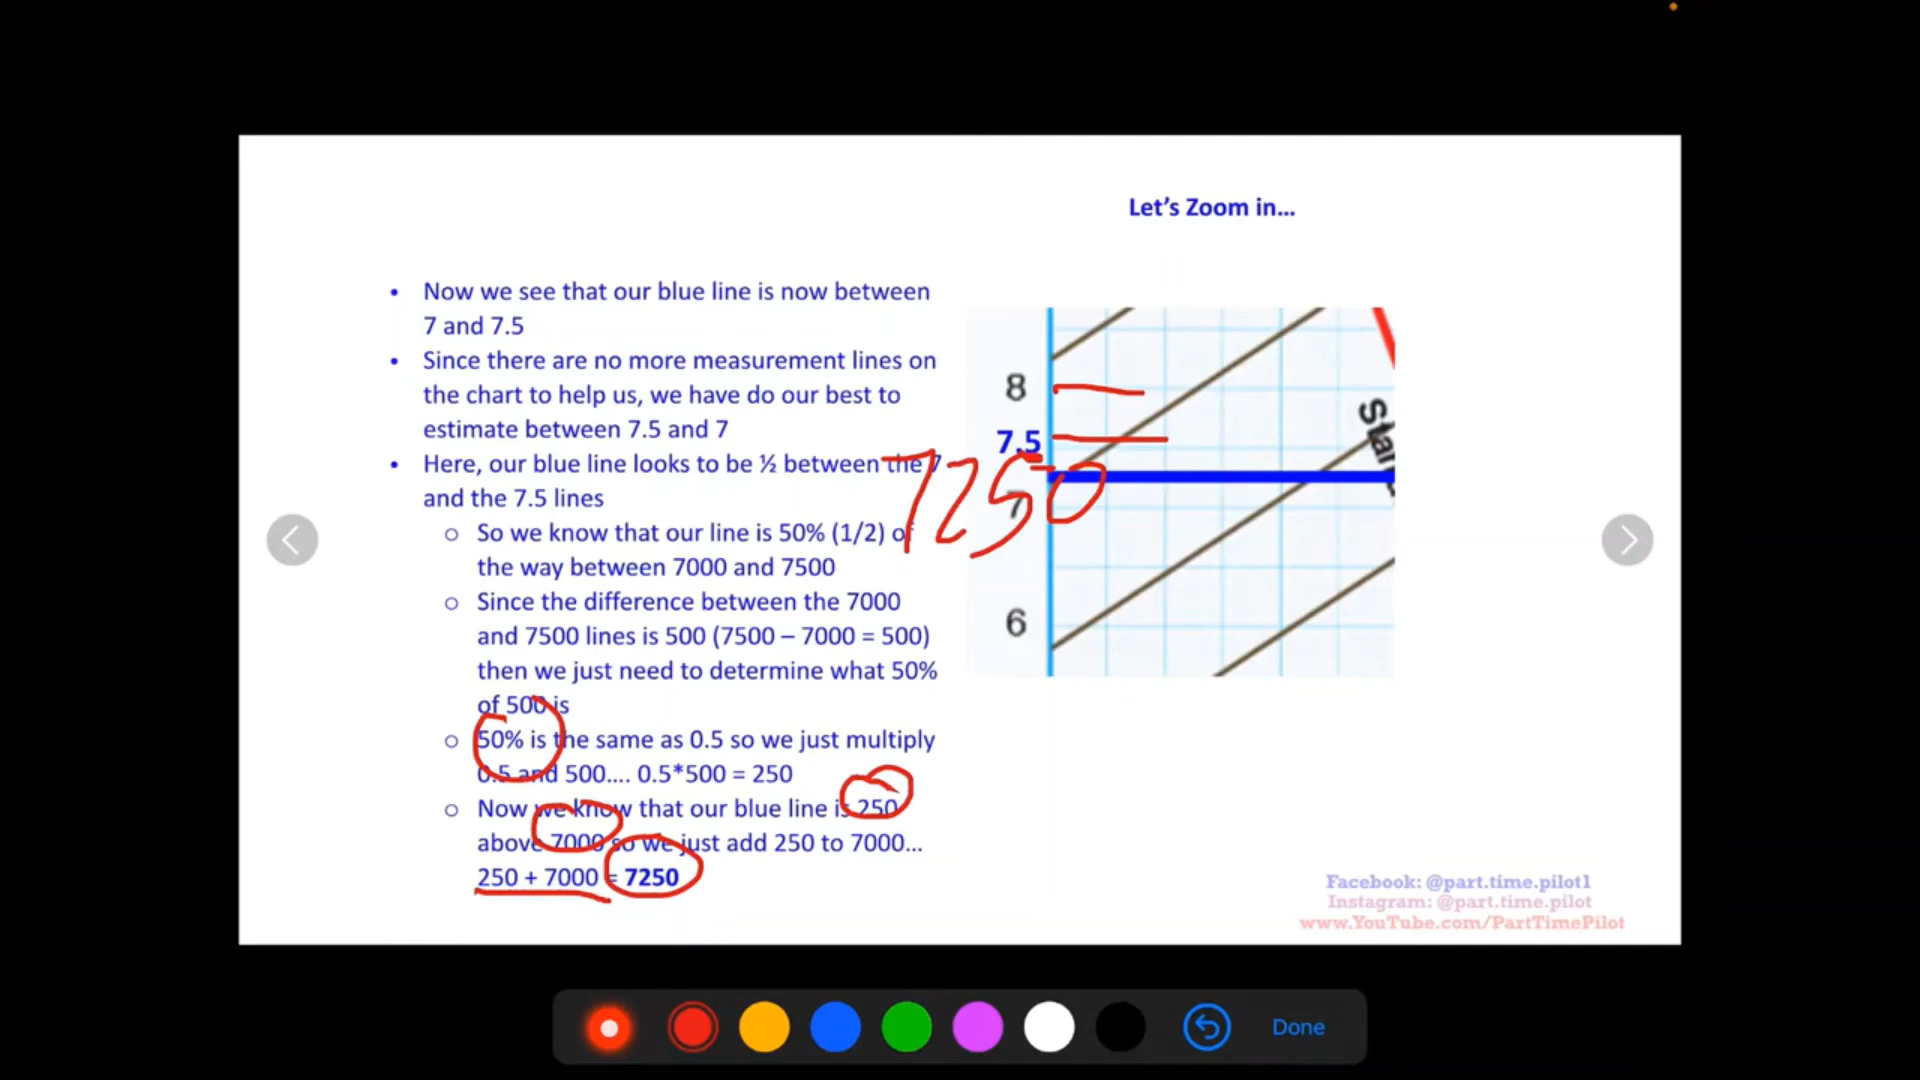 Let’s Zoom in...
• Now we see that our blue line is now between
7 and 7.5
• Since there are no more measurement lines on
the chart to help us, we have do our best to
estimate between 7.5 and 7
• Here, our blue line looks to be ½ between the 7
and the 7.5 lines
○ So we know that our line is 50% (1/2) of
the way between 7000 and 7500
○ Since the difference between the 7000
and 7500 lines is 500 (7500 – 7000 = 500)
then we just need to determine what 50%
of 500 is
○ 50% is the same as 0.5 so we just multiply
0.5 and 500.... 0.5*500 = 250
○ Now we know that our blue line is 250
above 7000 so we just add 250 to 7000...
250 + 7000 = 7250
8
7.5
7250
7
6
Facebook: @part.time.pilot1
Instagram: @part.time.pilot
www.YouTube.com/PartTimePilot
Done